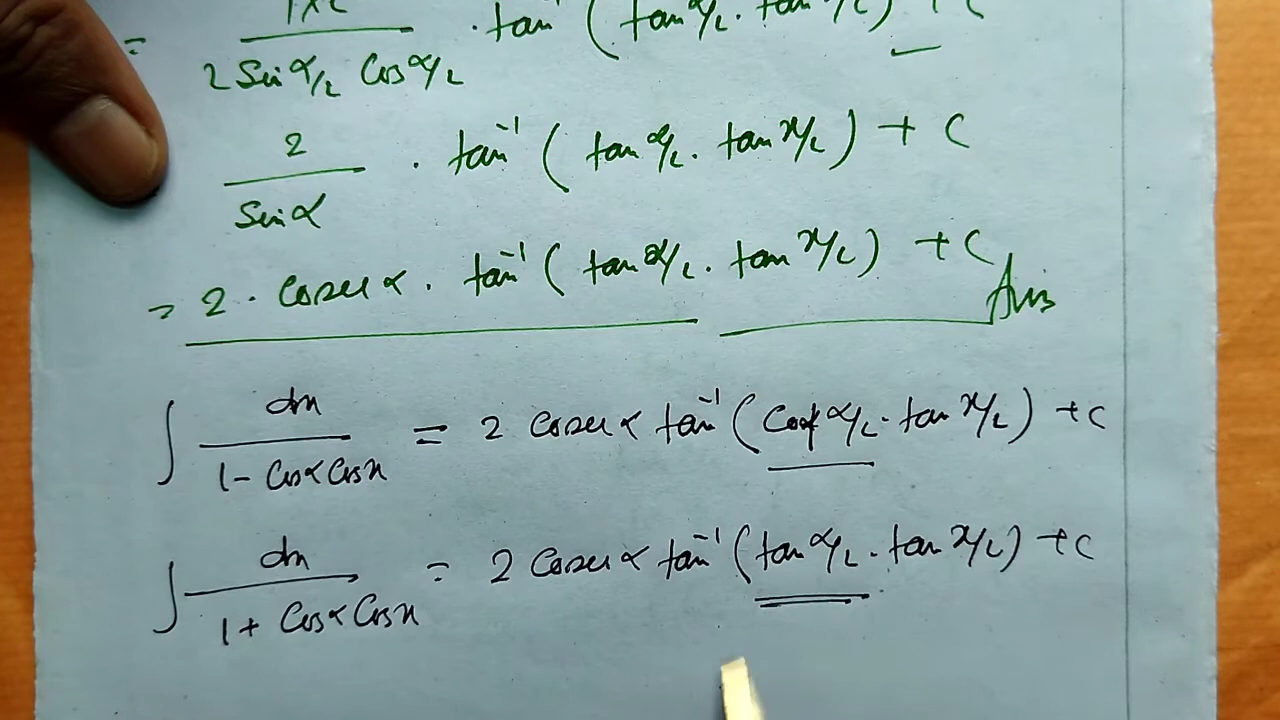 = 1×2 / 2 Sin α/2 Cos α/2 · tan⁻¹ ( tan α/2 · tan x/2 ) + C
2 / Sin α · tan⁻¹ ( tan α/2 · tan x/2 ) + C
= 2 · cosec α · tan⁻¹ ( tan α/2 · tan x/2 ) + C Ans
∫ dx / 1 - Cos α Cos x = 2 Cosec α tan⁻¹ ( Cot α/2 · tan x/2 ) + C
∫ dx / 1 + Cos α Cos x = 2 Cosec α tan⁻¹ ( tan α/2 · tan x/2 ) + C